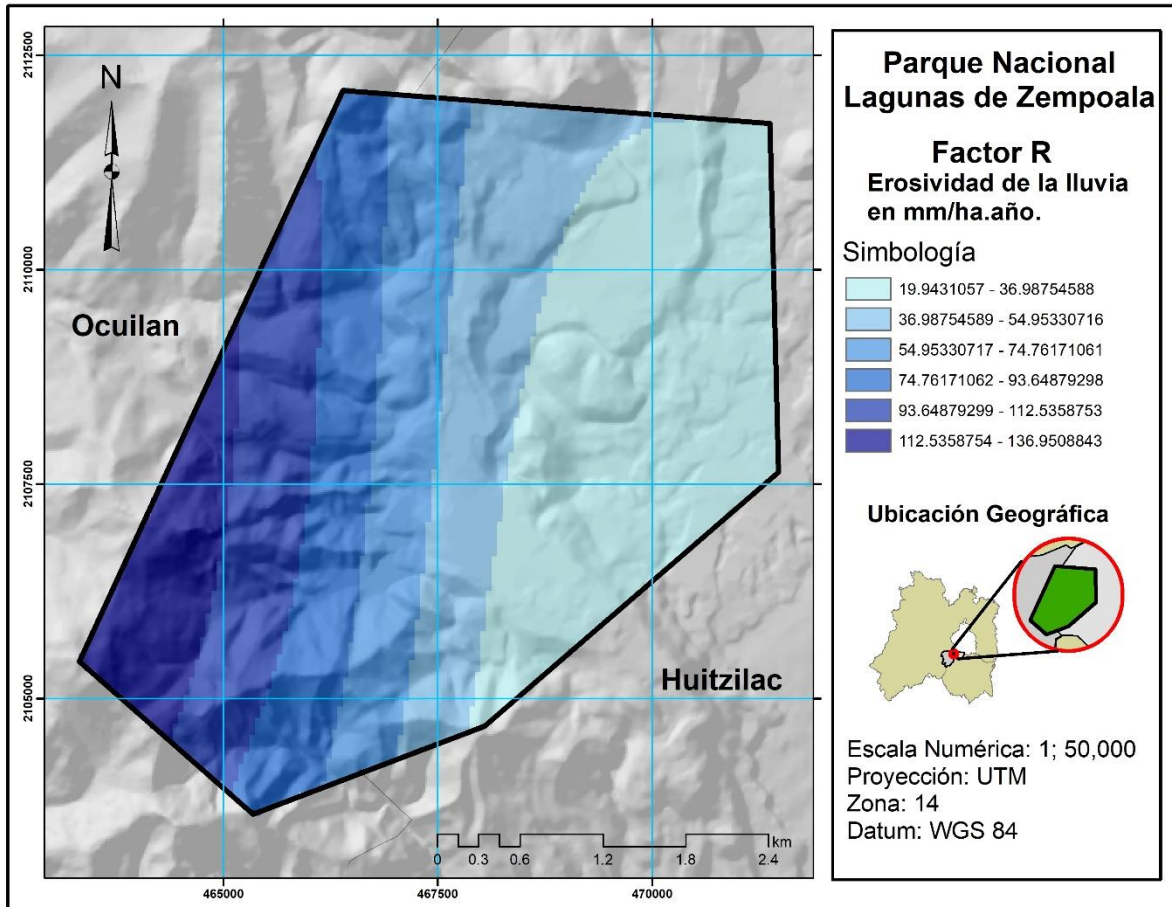 2112500
2110000
2107500
2105000
465000
467500
470000
N
Ocuilan
Huitzilac
km
0 0.3 0.6 1.2 1.8 2.4
Parque Nacional
Lagunas de Zempoala
Factor R
Erosividad de la lluvia
en mm/ha.año.
Simbología
19.9431057 - 36.98754588
36.98754589 - 54.95330716
54.95330717 - 74.76171061
74.76171062 - 93.64879298
93.64879299 - 112.5358753
112.5358754 - 136.9508843
Ubicación Geográfica
Escala Numérica: 1; 50,000
Proyección: UTM
Zona: 14
Datum: WGS 84